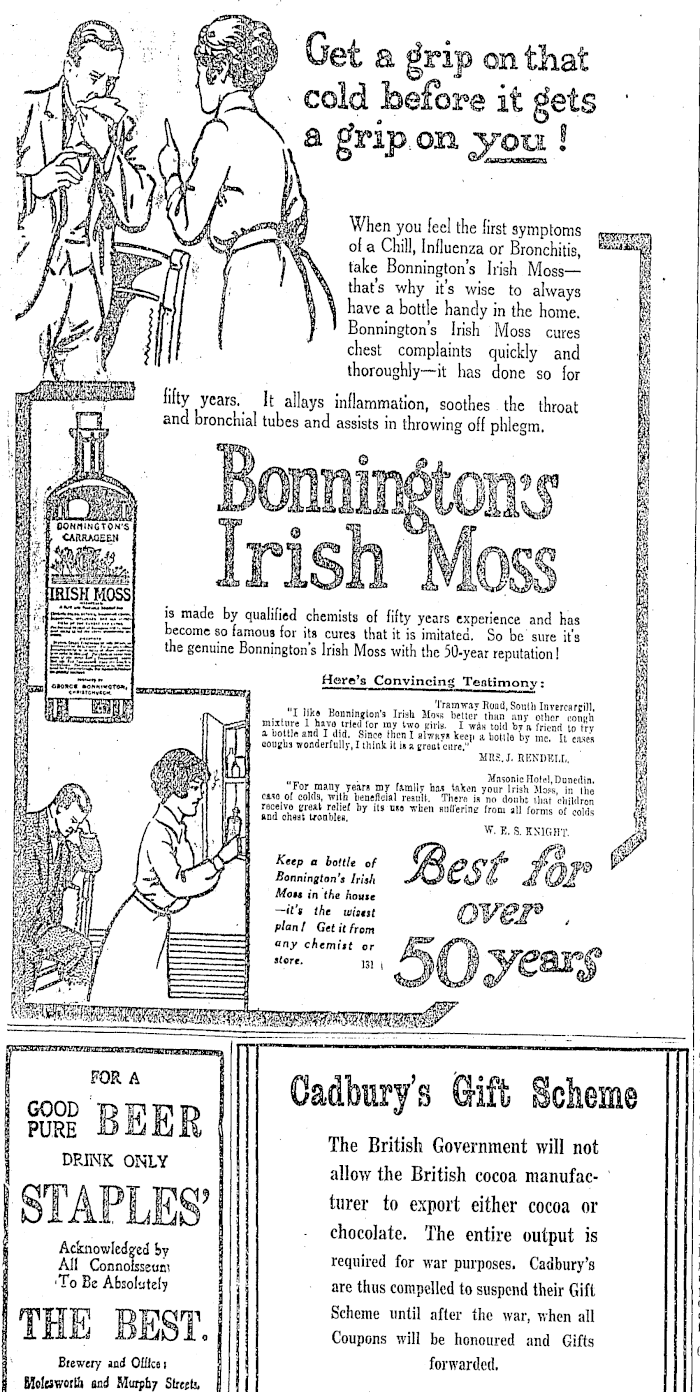 Get a grip on that
cold before it gets
a grip on you!
When you feel the first symptoms
of a Chill, Influenza or Bronchitis,
take Bonnington's Irish Moss—
that's why it's wise to always
have a bottle handy in the home.
Bonnington's Irish Moss cures
chest complaints quickly and
thoroughly—it has done so for
fifty years. It allays inflammation, soothes the throat
and bronchial tubes and assists in throwing off phlegm.
BONNINGTON'S
CARRAGEEN
IRISH MOSS
GEORGE BONNINGTON,
CHRISTCHURCH.
Bonnington's
Irish Moss
is made by qualified chemists of fifty years experience and has
become so famous for its cures that it is imitated. So be sure it's
the genuine Bonnington's Irish Moss with the 50-year reputation!
Here's Convincing Testimony:
Tramway Road, South Invercargill,
"I like Bonnington's Irish Moss better than any other cough
mixture I have tried for my two girls. I was told by a friend to try
a bottle and I did. Since then I always keep a bottle by me. It eases
coughs wonderfully, I think it is a great cure."
MRS. J. RENDELL.
Masonic Hotel, Dunedin.
"For many years my family has taken your Irish Moss, in the
case of colds, with beneficial result. There is no doubt that children
receive great relief by its use when suffering from all forms of colds
and chest troubles.
W. E. S. KNIGHT.
Keep a bottle of
Bonnington's Irish
Moss in the house
—it's the wisest
plan! Get it from
any chemist or
store. 131
Best for
over
50 years
FOR A
GOOD
PURE BEER
DRINK ONLY
STAPLES'
Acknowledged by
All Connoisseurs
To Be Absolutely
THE BEST.
Brewery and Office:
Molesworth and Murphy Streets.
Cadbury's Gift Scheme
The British Government will not
allow the British cocoa manufac-
turer to export either cocoa or
chocolate. The entire output is
required for war purposes. Cadbury's
are thus compelled to suspend their Gift
Scheme until after the war, when all
Coupons will be honoured and Gifts
forwarded.